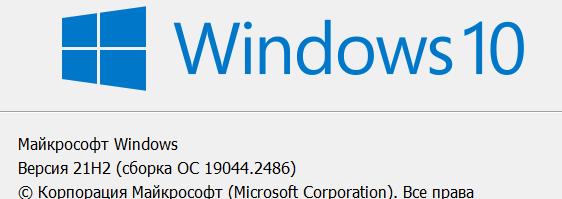 Windows 10
Майкрософт Windows
Версия 21H2 (сборка ОС 19044.2486)
© Корпорация Майкрософт (Microsoft Corporation). Все права